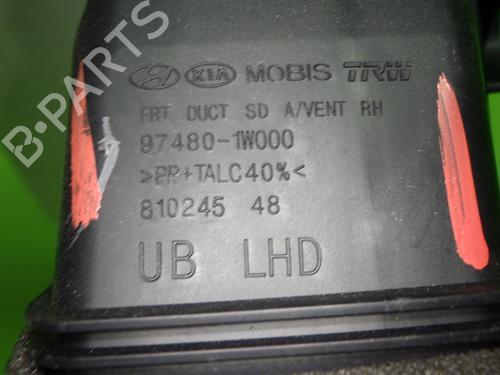 B-PARTS
KIA MOBIS TRW
FRT DUCT SD A/VENT RH
97480-1W000
>PP+TALC40%<
810245 48
UB LHD